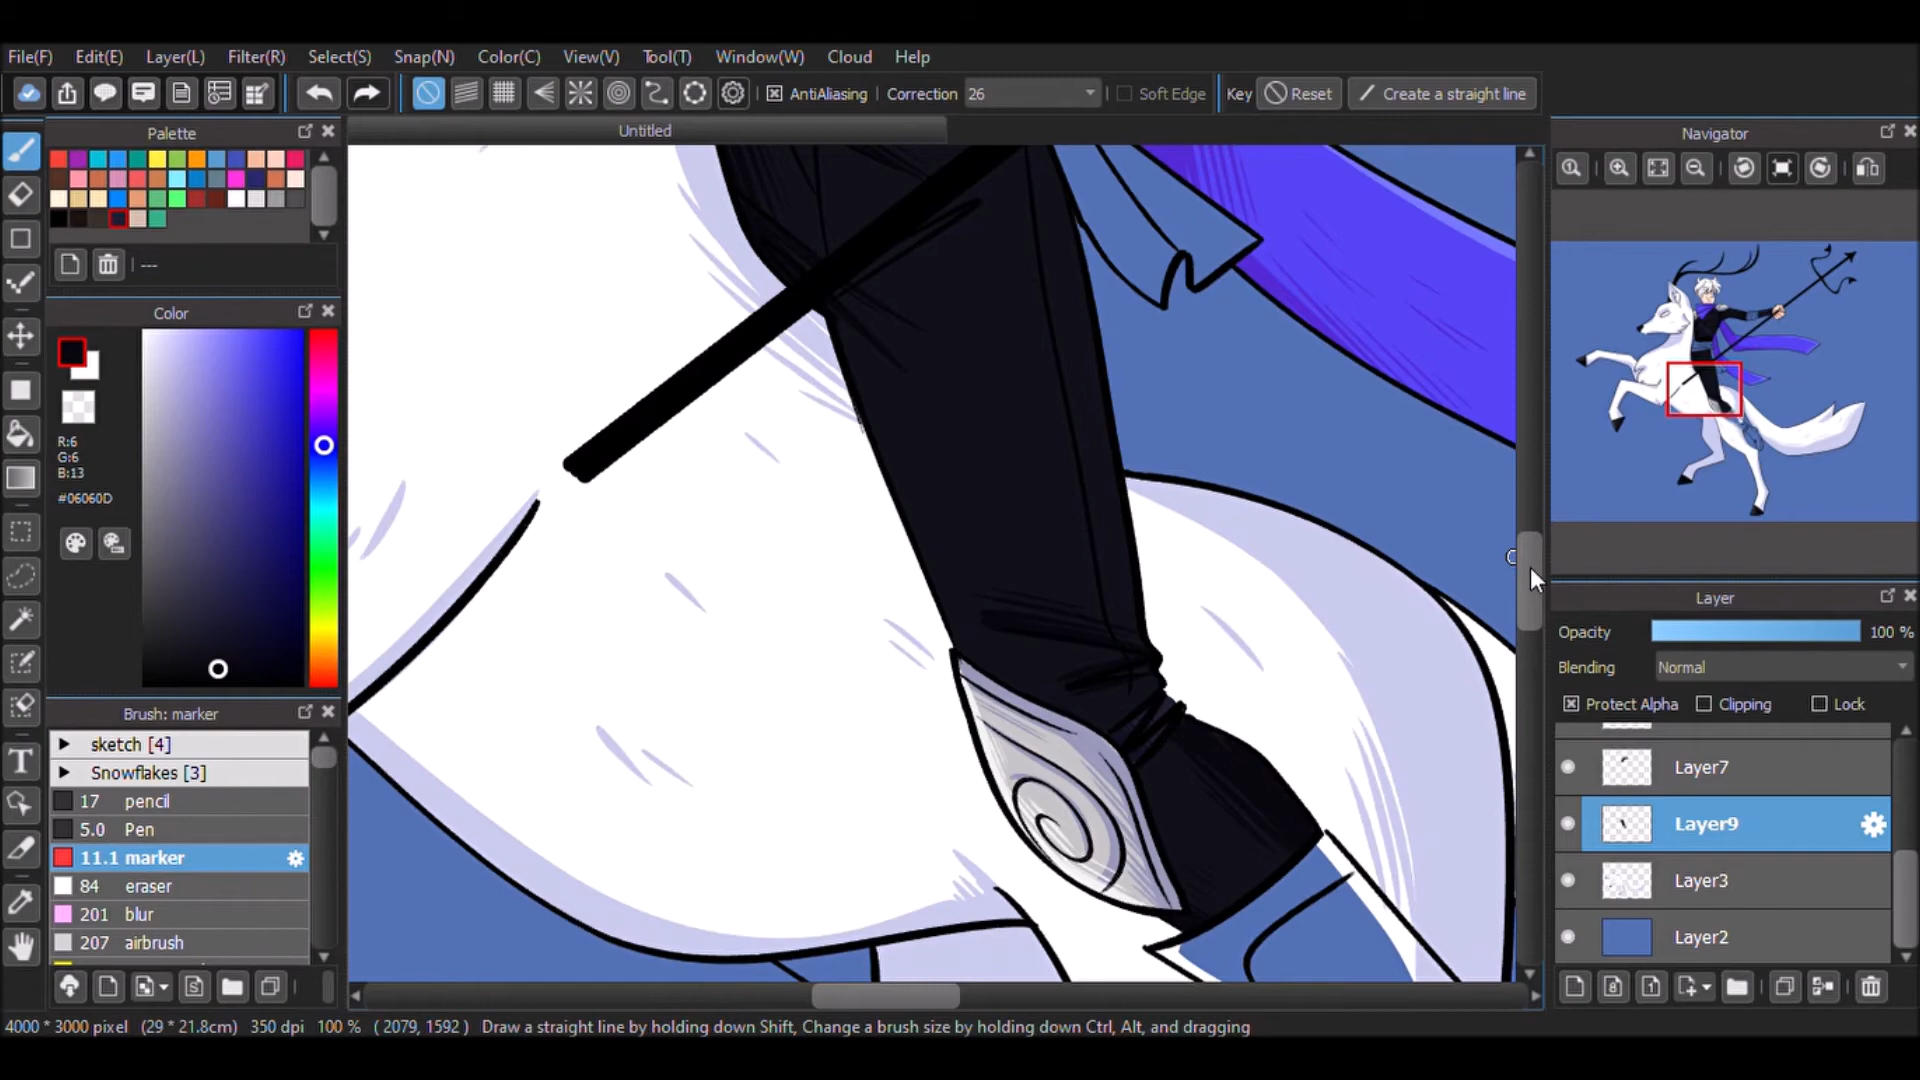 File(F) Edit(E) Layer(L) Filter(R) Select(S) Snap(N) Color(C) View(V) Tool(T) Window(W) Cloud Help
AntiAliasing Correction 26 Soft Edge Key Reset Create a straight line
Palette
Untitled
Navigator
---
Color
R:6
G:6
B:13
#06060D
Brush: marker
sketch [4]
Snowflakes [3]
17 pencil
5.0 Pen
11.1 marker
84 eraser
201 blur
207 airbrush
Layer
Opacity 100 %
Blending Normal
Protect Alpha Clipping Lock
Layer7
Layer9
Layer3
Layer2
4000 * 3000 pixel (29 * 21.8cm) 350 dpi 100 % ( 2079, 1592 ) Draw a straight line by holding down Shift, Change a brush size by holding down Ctrl, Alt, and dragging